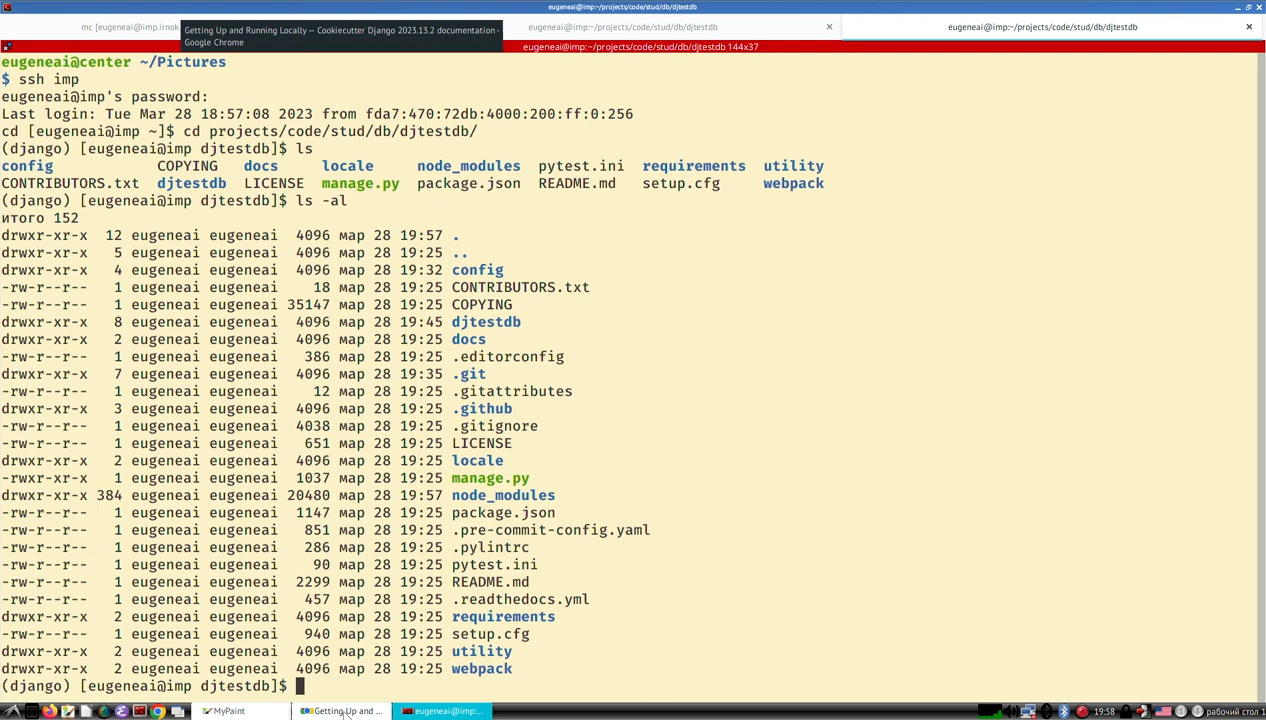 eugeneai@imp:~/projects/code/stud/db/djtestdb
mc [eugeneai@imp.irnok
eugeneai@imp:~/projects/code/stud/db/djtestdb
eugeneai@imp:~/projects/code/stud/db/djtestdb
Getting Up and Running Locally — Cookiecutter Django 2023.13.2 documentation -
Google Chrome
eugeneai@imp:~/projects/code/stud/db/djtestdb 144x37
eugeneai@center ~/Pictures
$ ssh imp
eugeneai@imp's password:
Last login: Tue Mar 28 18:57:08 2023 from fda7:470:72db:4000:200:ff:0:256
cd [eugeneai@imp ~]$ cd projects/code/stud/db/djtestdb/
(django) [eugeneai@imp djtestdb]$ ls
config COPYING docs locale node_modules pytest.ini requirements utility
CONTRIBUTORS.txt djtestdb LICENSE manage.py package.json README.md setup.cfg webpack
(django) [eugeneai@imp djtestdb]$ ls -al
итого 152
drwxr-xr-x 12 eugeneai eugeneai 4096 мар 28 19:57 .
drwxr-xr-x 5 eugeneai eugeneai 4096 мар 28 19:25 ..
drwxr-xr-x 4 eugeneai eugeneai 4096 мар 28 19:32 config
-rw-r--r-- 1 eugeneai eugeneai 18 мар 28 19:25 CONTRIBUTORS.txt
-rw-r--r-- 1 eugeneai eugeneai 35147 мар 28 19:25 COPYING
drwxr-xr-x 8 eugeneai eugeneai 4096 мар 28 19:45 djtestdb
drwxr-xr-x 2 eugeneai eugeneai 4096 мар 28 19:25 docs
-rw-r--r-- 1 eugeneai eugeneai 386 мар 28 19:25 .editorconfig
drwxr-xr-x 7 eugeneai eugeneai 4096 мар 28 19:35 .git
-rw-r--r-- 1 eugeneai eugeneai 12 мар 28 19:25 .gitattributes
drwxr-xr-x 3 eugeneai eugeneai 4096 мар 28 19:25 .github
-rw-r--r-- 1 eugeneai eugeneai 4038 мар 28 19:25 .gitignore
-rw-r--r-- 1 eugeneai eugeneai 651 мар 28 19:25 LICENSE
drwxr-xr-x 2 eugeneai eugeneai 4096 мар 28 19:25 locale
-rwxr-xr-x 1 eugeneai eugeneai 1037 мар 28 19:25 manage.py
drwxr-xr-x 384 eugeneai eugeneai 20480 мар 28 19:57 node_modules
-rw-r--r-- 1 eugeneai eugeneai 1147 мар 28 19:25 package.json
-rw-r--r-- 1 eugeneai eugeneai 851 мар 28 19:25 .pre-commit-config.yaml
-rw-r--r-- 1 eugeneai eugeneai 286 мар 28 19:25 .pylintrc
-rw-r--r-- 1 eugeneai eugeneai 90 мар 28 19:25 pytest.ini
-rw-r--r-- 1 eugeneai eugeneai 2299 мар 28 19:25 README.md
-rw-r--r-- 1 eugeneai eugeneai 457 мар 28 19:25 .readthedocs.yml
drwxr-xr-x 2 eugeneai eugeneai 4096 мар 28 19:25 requirements
-rw-r--r-- 1 eugeneai eugeneai 940 мар 28 19:25 setup.cfg
drwxr-xr-x 2 eugeneai eugeneai 4096 мар 28 19:25 utility
drwxr-xr-x 2 eugeneai eugeneai 4096 мар 28 19:25 webpack
(django) [eugeneai@imp djtestdb]$
MyPaint Getting Up and ... eugeneai@imp:... 19:58 рабочий стол 1